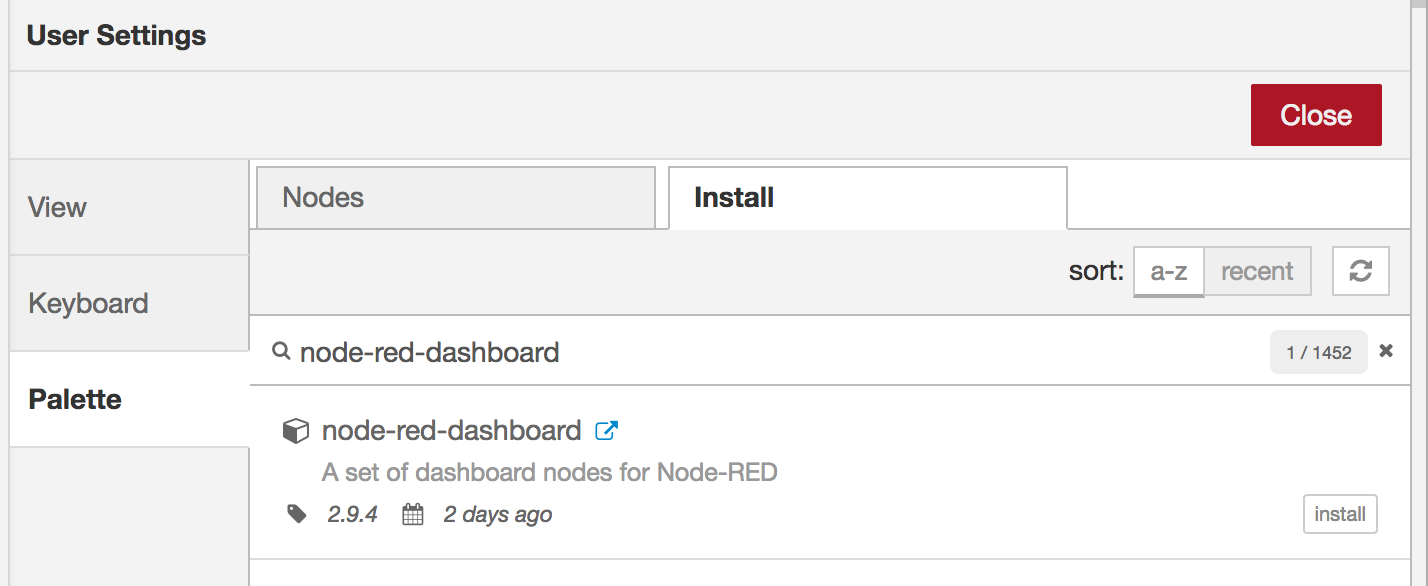 User Settings
Close
View
Keyboard
Palette
Nodes
Install
sort: a-z recent
node-red-dashboard 1 / 1452
node-red-dashboard
A set of dashboard nodes for Node-RED
2.9.4 2 days ago
install